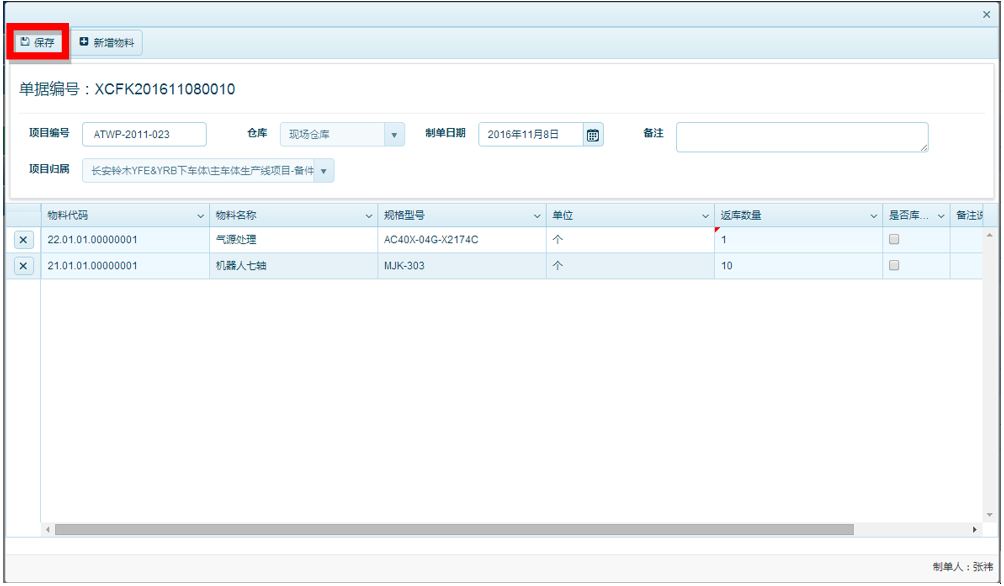 保存 新增物料
单据编号：XCFK201611080010
项目编号 ATWP-2011-023 仓库 现场仓库 制单日期 2016年11月8日 备注
项目归属 长安铃木YFE&YRB下车体\主车体生产线项目-备件
物料代码 物料名称 规格型号 单位 返库数量 是否库... 备注说
22.01.01.00000001 气源处理 AC40X-04G-X2174C 个 1
21.01.01.00000001 机器人七轴 MJK-303 个 10
制单人：张祎